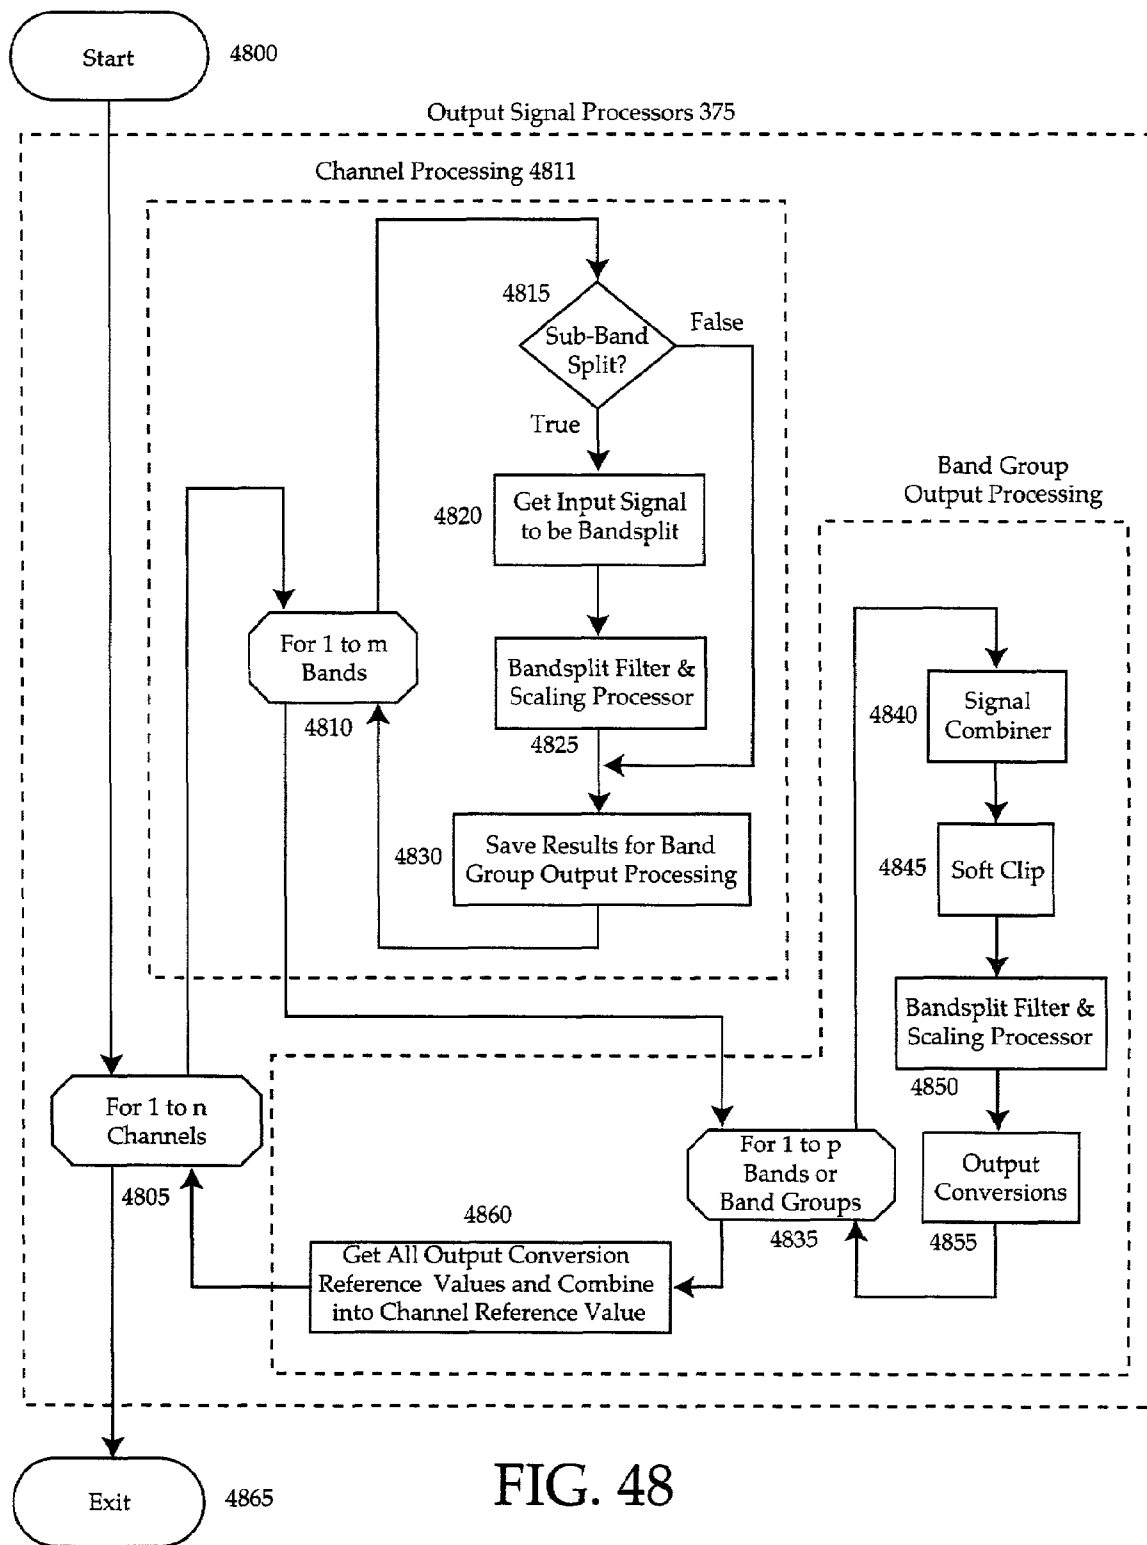 Start
4800
Output Signal Processors 375
Channel Processing 4811
4815
Sub-Band
Split?
False
True
4820
Get Input Signal
to be Bandsplit
Band Group
Output Processing
For 1 to m
Bands
4810
Bandsplit Filter &
Scaling Processor
4825
4830
Save Results for Band
Group Output Processing
4840
Signal
Combiner
4845
Soft Clip
Bandsplit Filter &
Scaling Processor
4850
For 1 to n
Channels
4805
For 1 to p
Bands or
Band Groups
4835
Output
Conversions
4855
4860
Get All Output Conversion
Reference Values and Combine
into Channel Reference Value
Exit
4865
FIG. 48